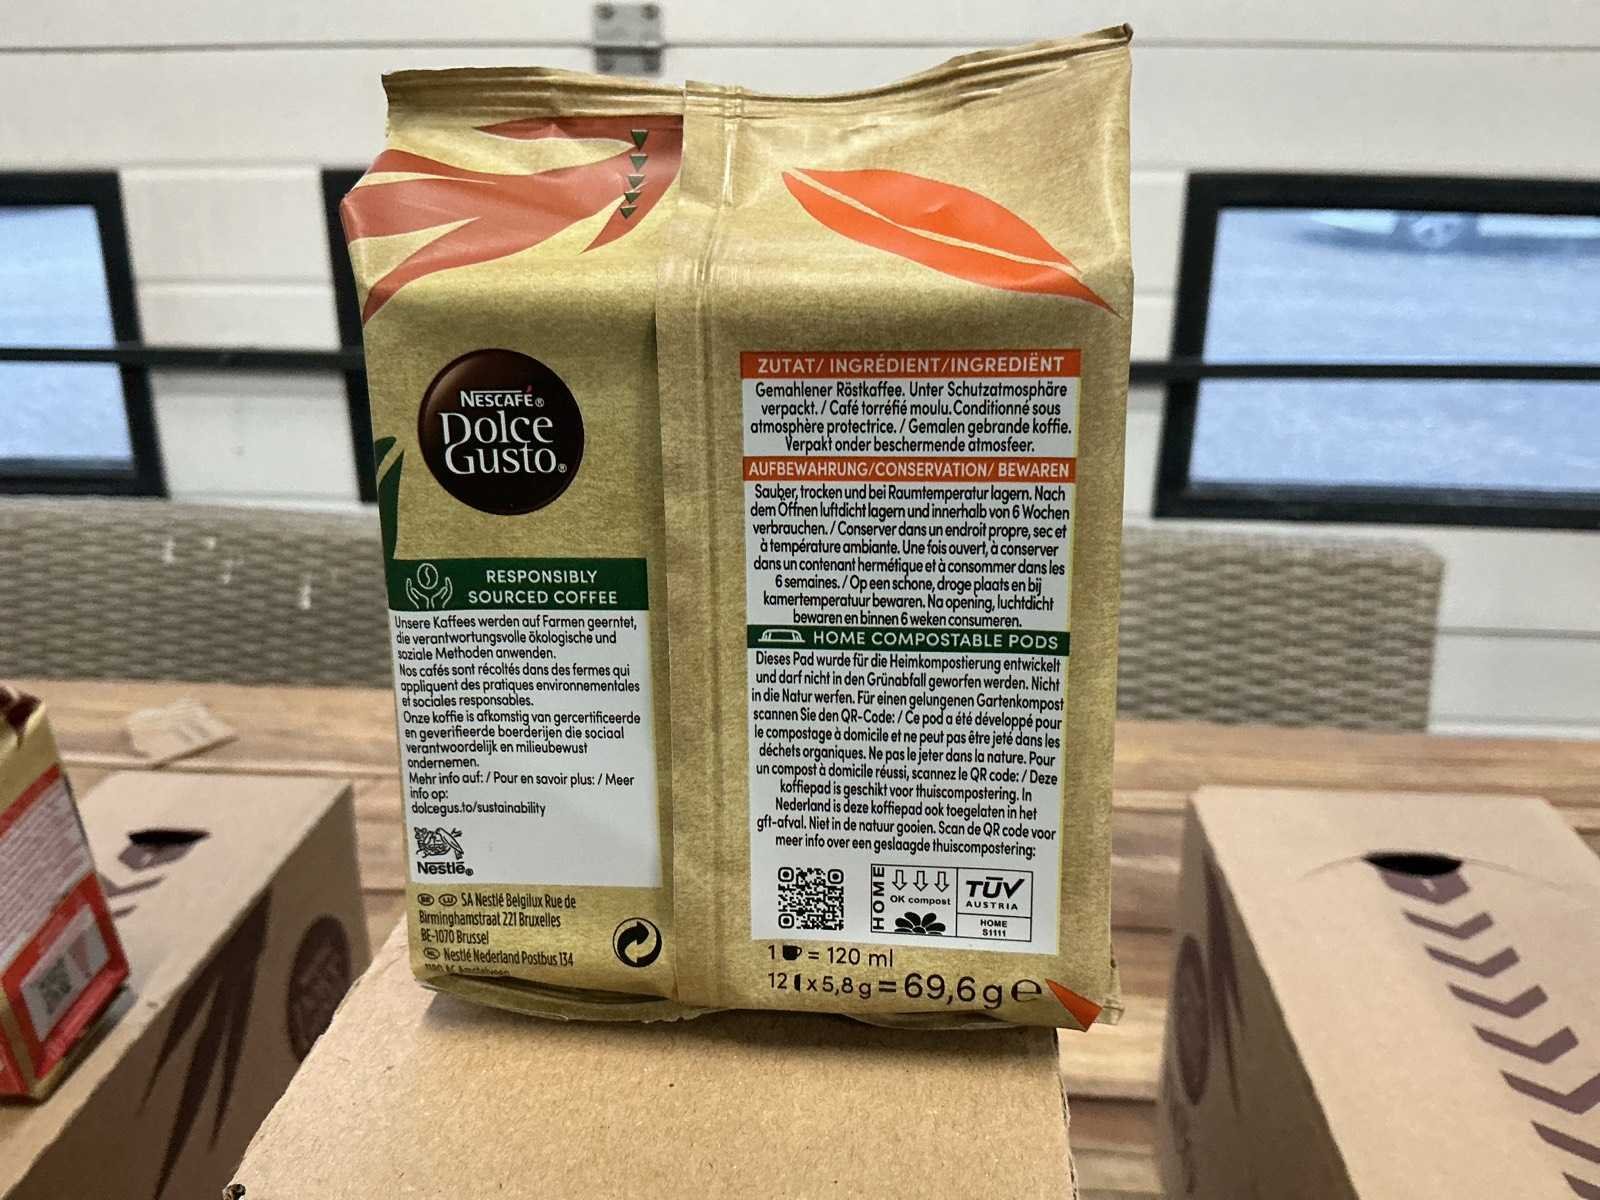 NESCAFÉ®
Dolce
Gusto®
RESPONSIBLY
SOURCED COFFEE
Unsere Kaffees werden auf Farmen geerntet,
die verantwortungsvolle ökologische und
soziale Methoden anwenden.
Nos cafés sont récoltés dans des fermes qui
appliquent des pratiques environnementales
et sociales responsables.
Onze koffie is afkomstig van gercertificeerde
en geverifieerde boerderijen die sociaal
verantwoordelijk en milieubewust
ondernemen.
Mehr info auf: / Pour en savoir plus: / Meer
info op:
dolcegus.to/sustainability
Nestlé®
BE LU SA Nestlé Belgilux Rue de
Birminghamstraat 221 Bruxelles
BE-1070 Brussel
NL Nestlé Nederland Postbus 134
1180 AC Amstelveen
ZUTAT/ INGRÉDIENT/INGREDIËNT
Gemahlener Röstkaffee. Unter Schutzatmosphäre
verpackt. / Café torréfié moulu. Conditionné sous
atmosphère protectrice. / Gemalen gebrande koffie.
Verpakt onder beschermende atmosfeer.
AUFBEWAHRUNG/CONSERVATION/ BEWAREN
Sauber, trocken und bei Raumtemperatur lagern. Nach
dem Öffnen luftdicht lagern und innerhalb von 6 Wochen
verbrauchen. / Conserver dans un endroit propre, sec et
à température ambiante. Une fois ouvert, à conserver
dans un contenant hermétique et à consommer dans les
6 semaines. / Op een schone, droge plaats en bij
kamertemperatuur bewaren. Na opening, luchtdicht
bewaren en binnen 6 weken consumeren.
HOME COMPOSTABLE PODS
Dieses Pad wurde für die Heimkompostierung entwickelt
und darf nicht in den Grünabfall geworfen werden. Nicht
in die Natur werfen. Für einen gelungenen Gartenkompost
scannen Sie den QR-Code: / Ce pod a été développé pour
le compostage à domicile et ne peut pas être jeté dans les
déchets organiques. Ne pas le jeter dans la nature. Pour
un compost à domicile réussi, scannez le QR code: / Deze
koffiepad is geschikt voor thuiscompostering. In
Nederland is deze koffiepad ook toegelaten in het
gft-afval. Niet in de natuur gooien. Scan de QR code voor
meer info over een geslaagde thuiscompostering:
HOME
OK compost
TÜV
AUSTRIA
HOME
S1111
1 = 120 ml
12 x 5,8 g = 69,6 g e